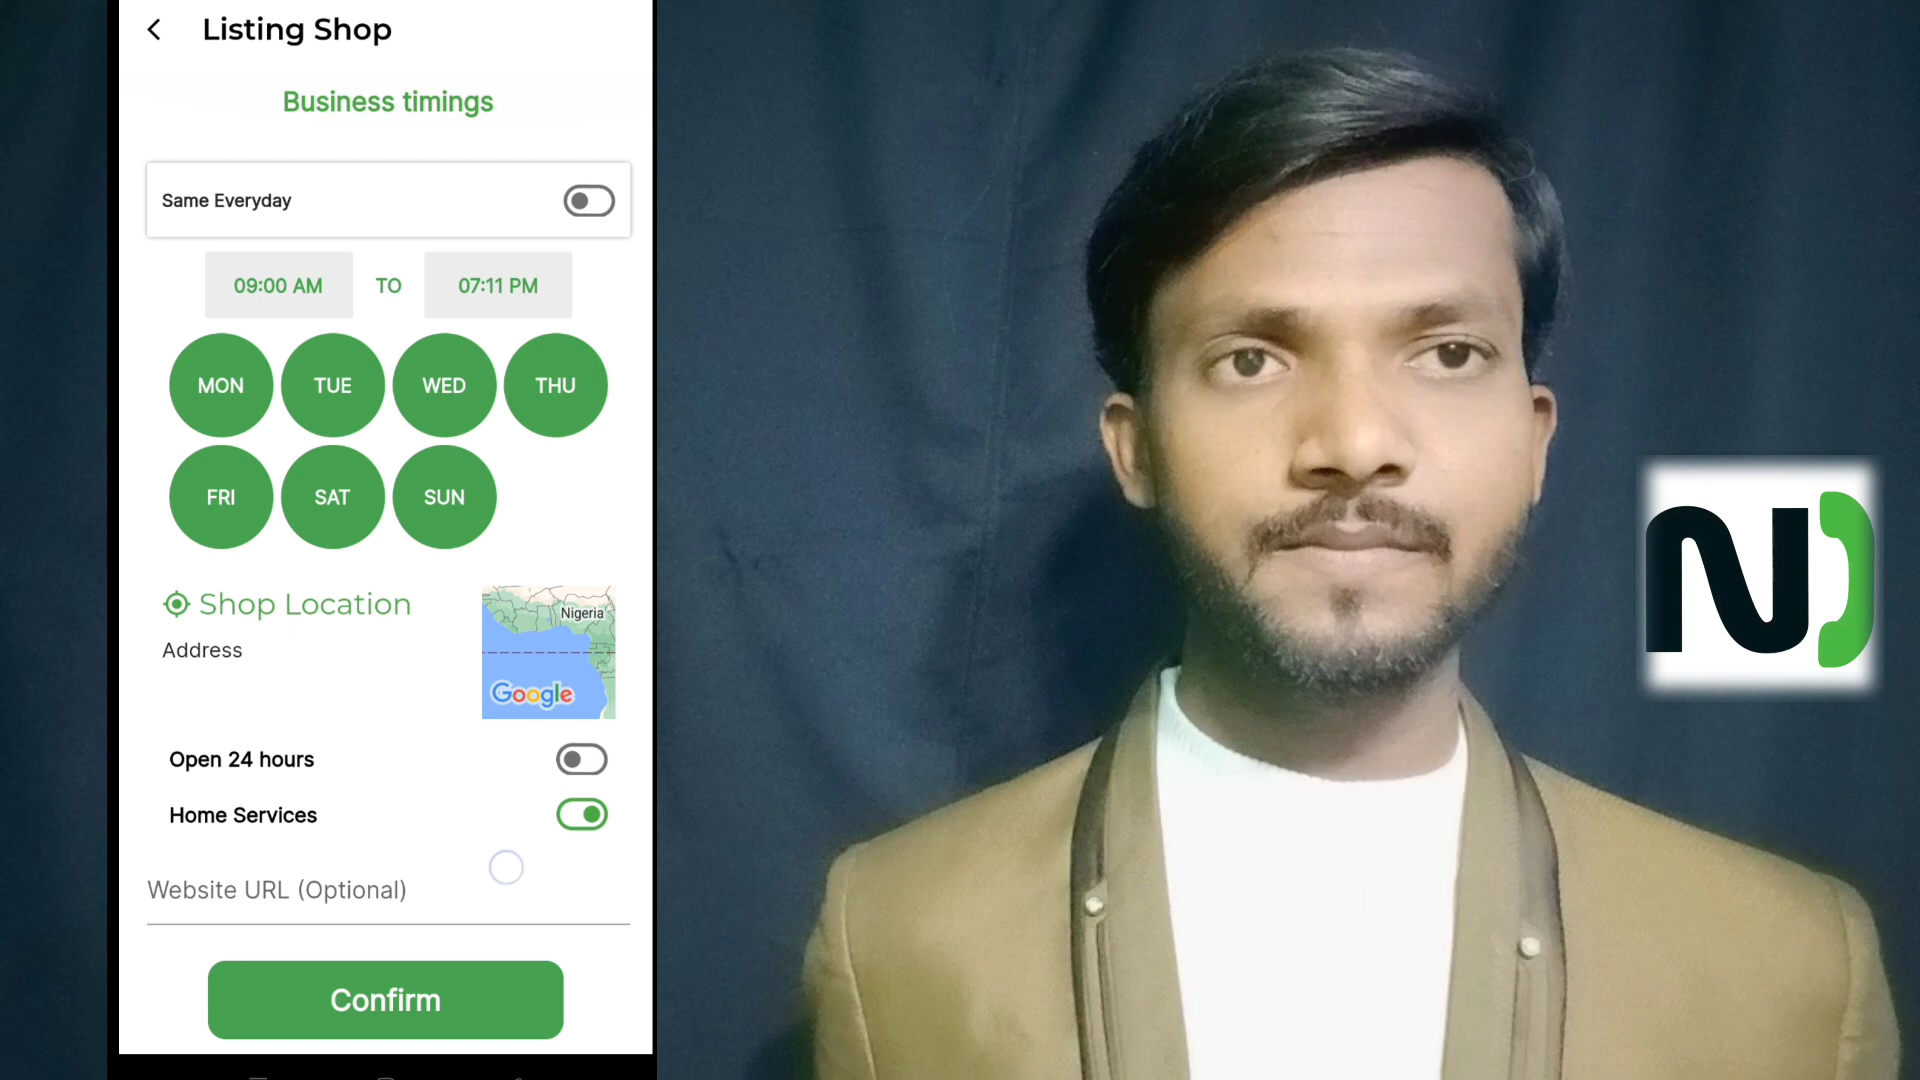 Listing Shop
Business timings
Same Everyday
09:00 AM TO 07:11 PM
MON TUE WED THU
FRI SAT SUN
Shop Location
Address
Nigeria
Google
Open 24 hours
Home Services
Website URL (Optional)
Confirm
N